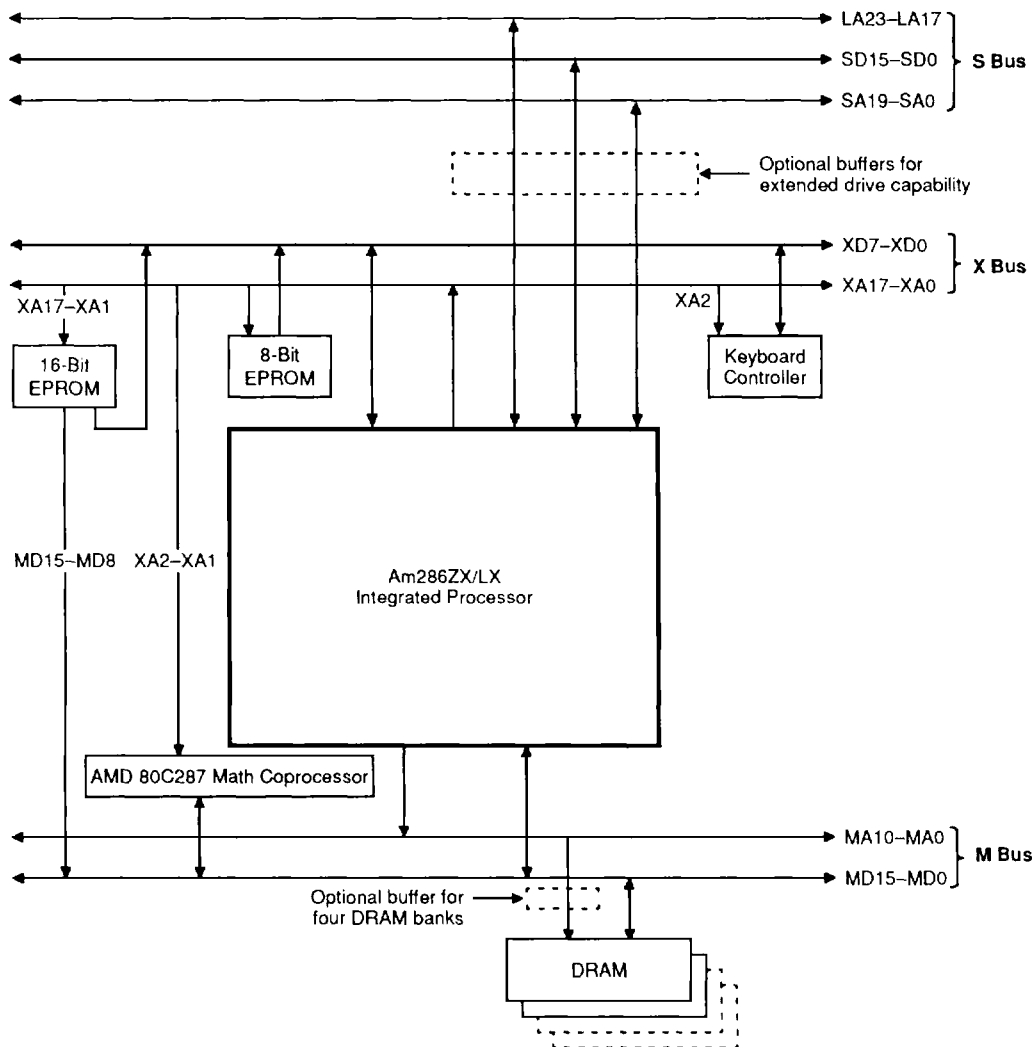 LA23–LA17
SD15–SD0
S Bus
SA19–SA0
Optional buffers for
extended drive capability
XD7–XD0
X Bus
XA17–XA0
XA17–XA1
XA2
16-Bit
EPROM
8-Bit
EPROM
Keyboard
Controller
MD15–MD8
XA2–XA1
Am286ZX/LX
Integrated Processor
AMD 80C287 Math Coprocessor
MA10–MA0
M Bus
MD15–MD0
Optional buffer for
four DRAM banks
DRAM